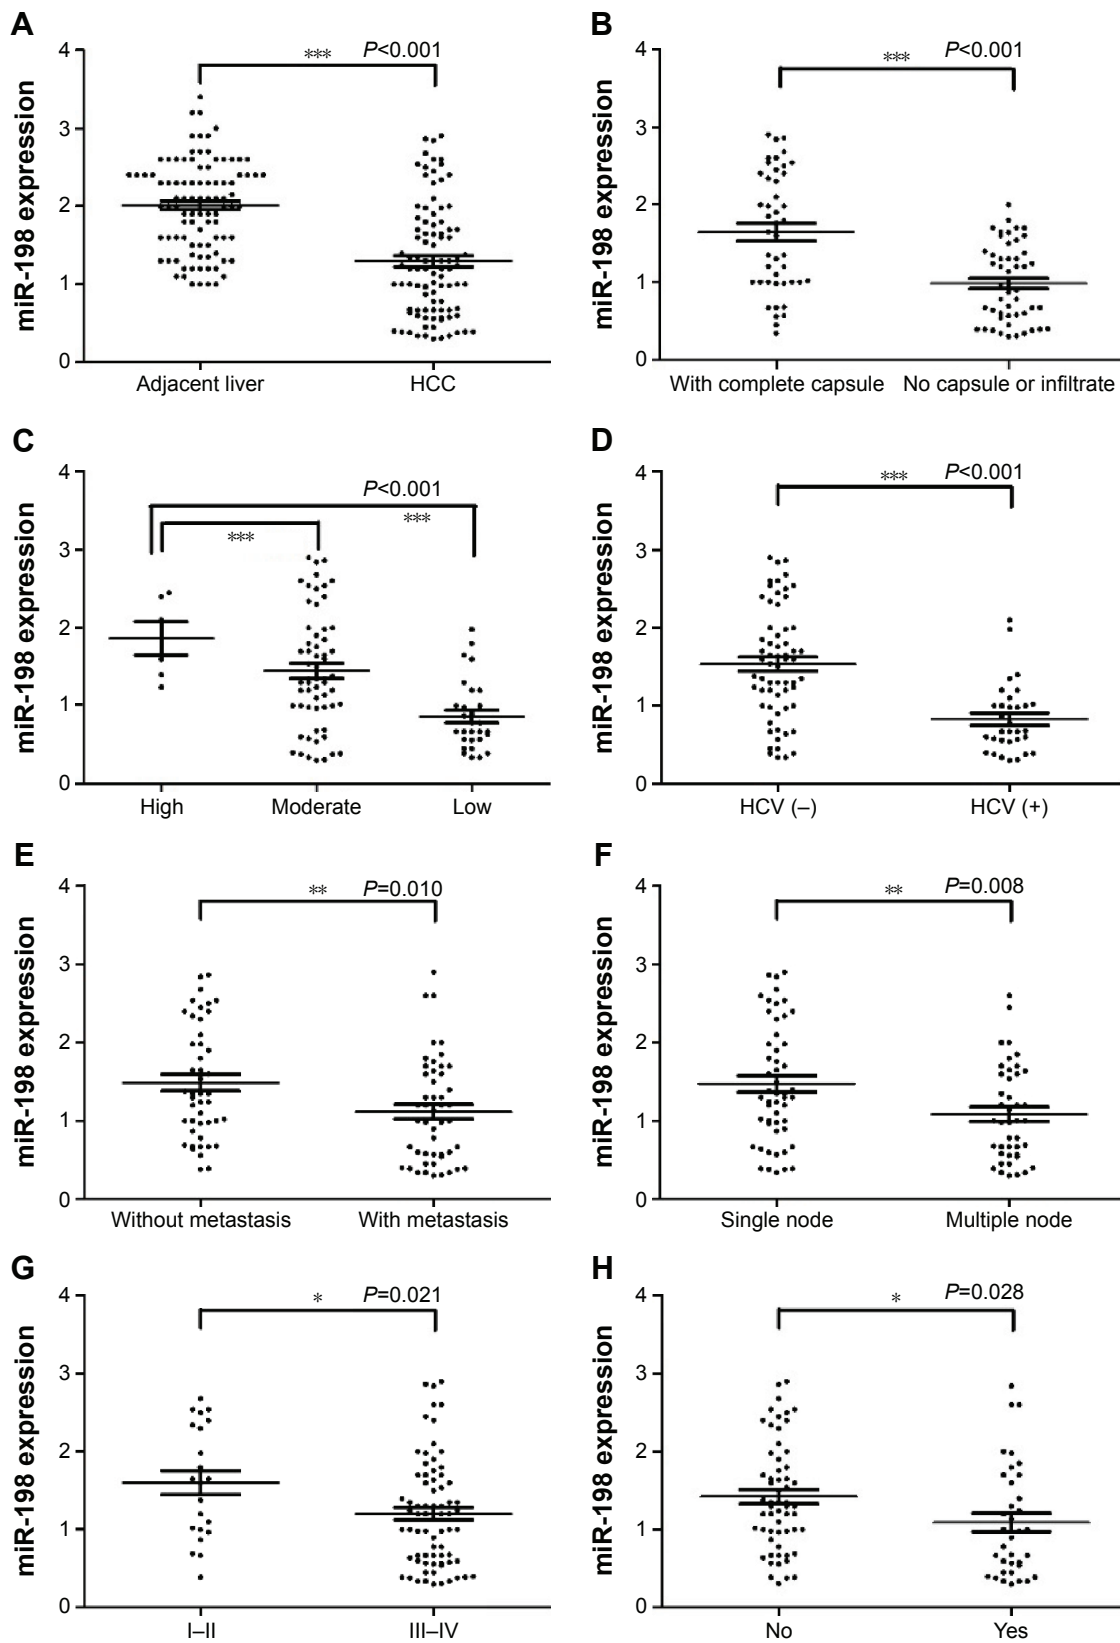 A
B
miR-198 expression
4
3
2
1
0
***
P<0.001
Adjacent liver
HCC
miR-198 expression
4
3
2
1
0
***
P<0.001
With complete capsule
No capsule or infiltrate
C
D
miR-198 expression
4
3
2
1
0
P<0.001
***
***
High
Moderate
Low
miR-198 expression
4
3
2
1
0
***
P<0.001
HCV (–)
HCV (+)
E
F
miR-198 expression
4
3
2
1
0
**
P=0.010
Without metastasis
With metastasis
miR-198 expression
4
3
2
1
0
**
P=0.008
Single node
Multiple node
G
H
miR-198 expression
4
3
2
1
0
*
P=0.021
I–II
III–IV
miR-198 expression
4
3
2
1
0
*
P=0.028
No
Yes